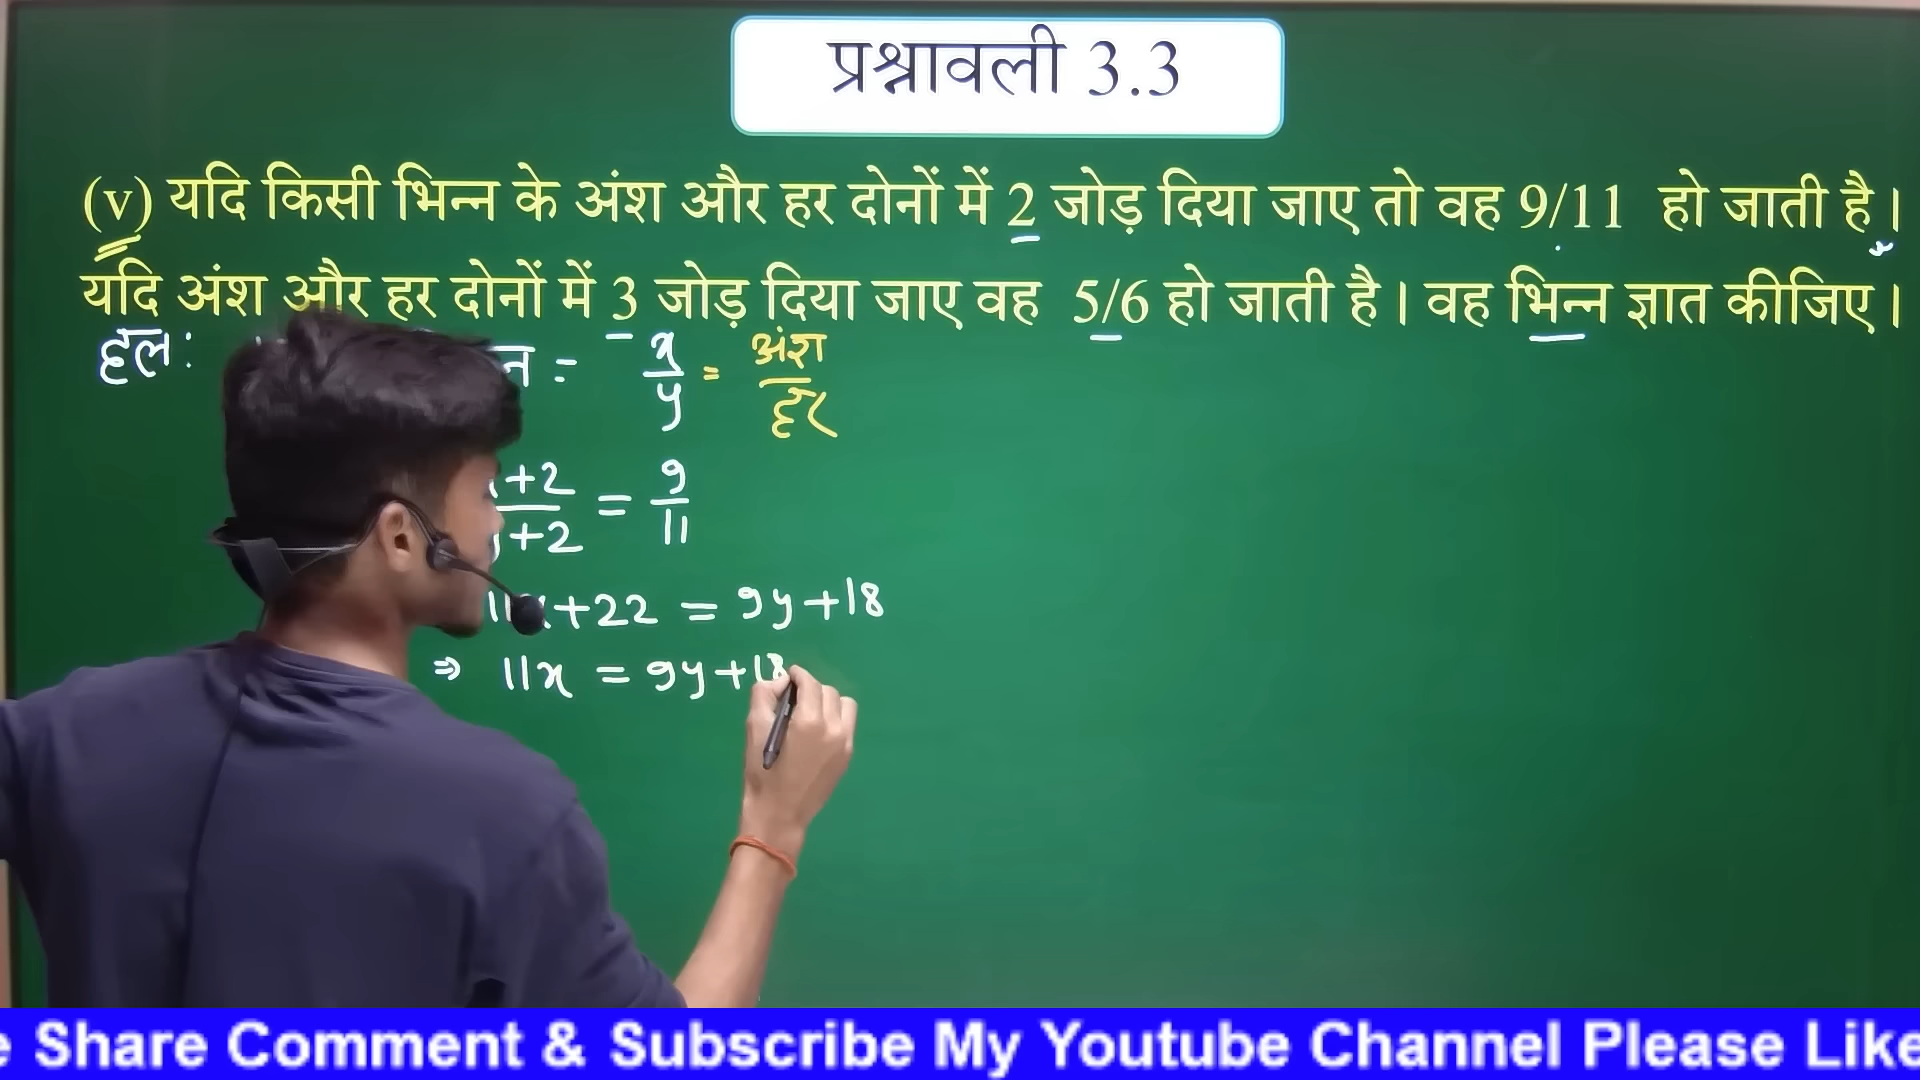 प्रश्नावली 3.3
(v) यदि किसी भिन्न के अंश और हर दोनों में 2 जोड़ दिया जाए तो वह 9/11 हो जाती है।
यदि अंश और हर दोनों में 3 जोड़ दिया जाए वह 5/6 हो जाती है। वह भिन्न ज्ञात कीजिए।
हल: = x/y = अंश/हर
+2/+2 = 9/11
11x+22 = 9y+18
⇒ 11x = 9y+18
Share Comment & Subscribe My Youtube Channel Please Like